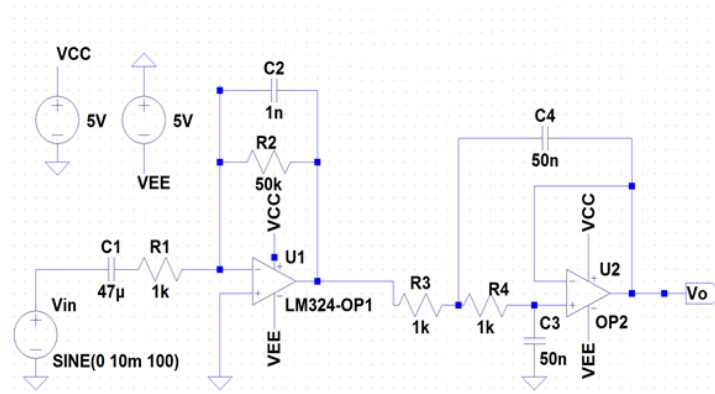 VCC
5V
5V
VEE
C2
1n
R2
50k
C4
50n
VCC
VCC
C1
47µ
R1
1k
U1
LM324-OP1
VEE
Vin
SINE(0 10m 100)
R3
1k
R4
1k
U2
OP2
VEE
C3
50n
Vo